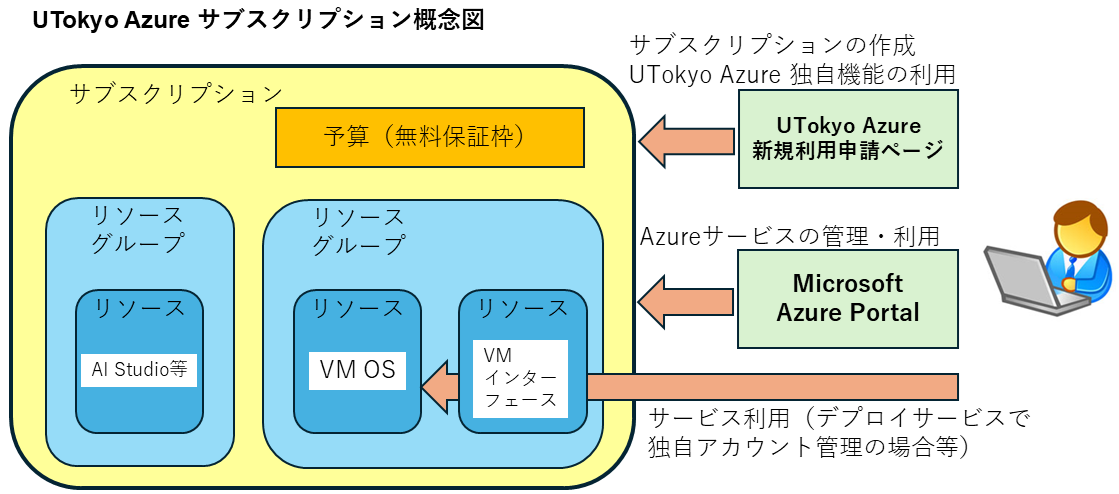 UTokyo Azure サブスクリプション概念図
サブスクリプション
予算（無料保証枠）
リソース
グループ
リソース
AI Studio等
リソース
グループ
リソース
VM OS
リソース
VM
インター
フェース
サブスクリプションの作成
UTokyo Azure 独自機能の利用
UTokyo Azure
新規利用申請ページ
Azureサービスの管理・利用
Microsoft
Azure Portal
サービス利用（デプロイサービスで
独自アカウント管理の場合等）